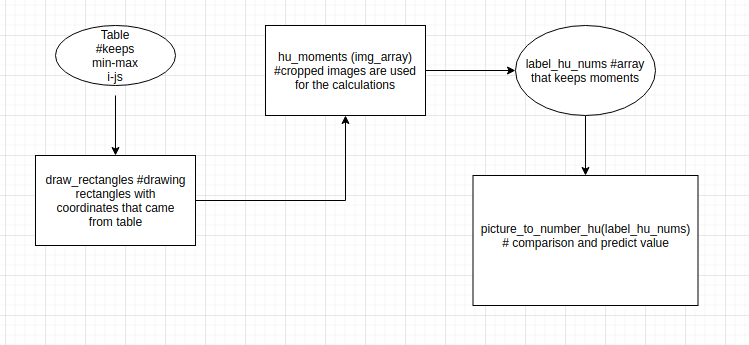 Table
#keeps
min-max
i-js
draw_rectangles #drawing
rectangles with
coordinates that came
from table
hu_moments (img_array)
#cropped images are used
for the calculations
label_hu_nums #array
that keeps moments
picture_to_number_hu(label_hu_nums)
# comparison and predict value